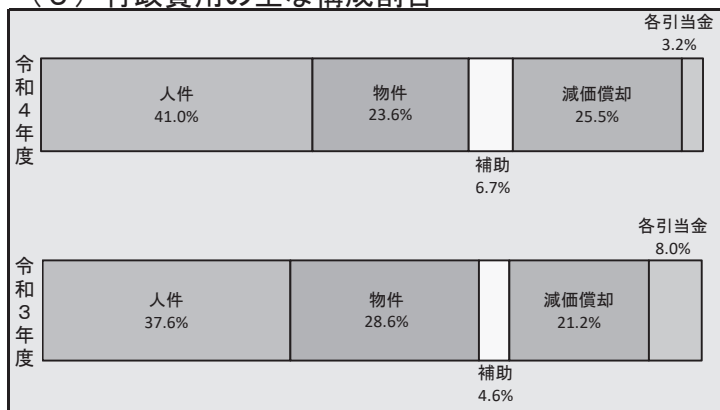 行政費用の主な構成割合
各引当金
3.2%
令和4年度
人件
41.0%
物件
23.6%
減価償却
25.5%
補助
6.7%
各引当金
8.0%
令和3年度
人件
37.6%
物件
28.6%
減価償却
21.2%
補助
4.6%